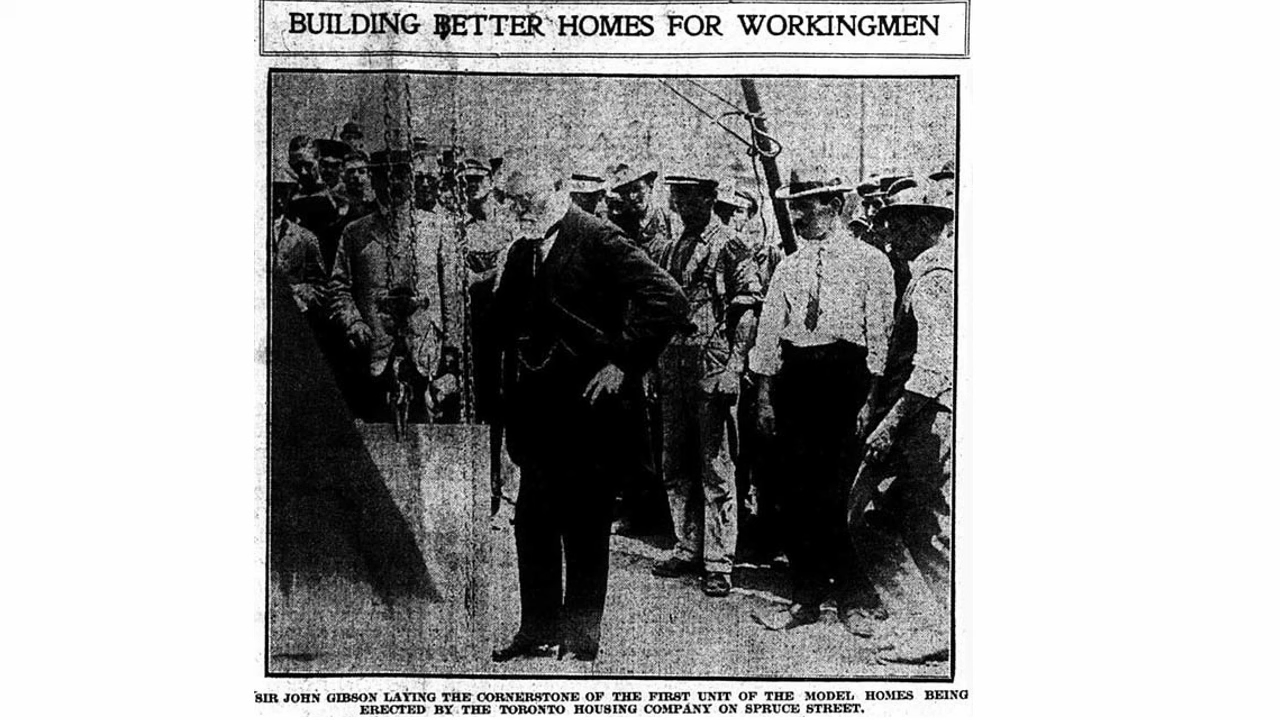 BUILDING BETTER HOMES FOR WORKINGMEN
SIR JOHN GIBSON LAYING THE CORNERSTONE OF THE FIRST UNIT OF THE MODEL HOMES BEING
ERECTED BY THE TORONTO HOUSING COMPANY ON SPRUCE STREET.